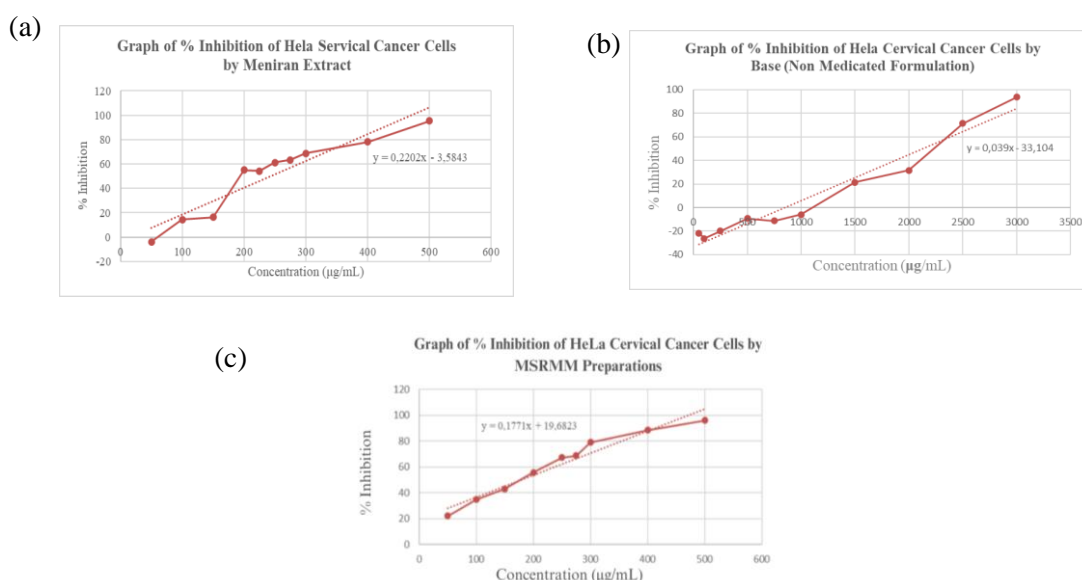 (a)
Graph of % Inhibition of Hela Servical Cancer Cells
by Meniran Extract
% Inhibition
120
100
80
60
40
20
0
-20
y = 0,2202x - 3,5843
0
100
200
300
400
500
600
Concentration (µg/mL)
(b)
Graph of % Inhibition of Hela Cervical Cancer Cells by
Base (Non Medicated Formulation)
% Inhibition
100
80
60
40
20
0
-20
-40
y = 0,039x - 33,104
0
500
1000
1500
2000
2500
3000
3500
Concentration (µg/mL)
(c)
Graph of % Inhibition of HeLa Cervical Cancer Cells by
MSRMM Preparations
% Inhibition
120
100
80
60
40
20
0
y = 0,1771x + 19,6823
0
100
200
300
400
500
600
Concentration (µg/mL)